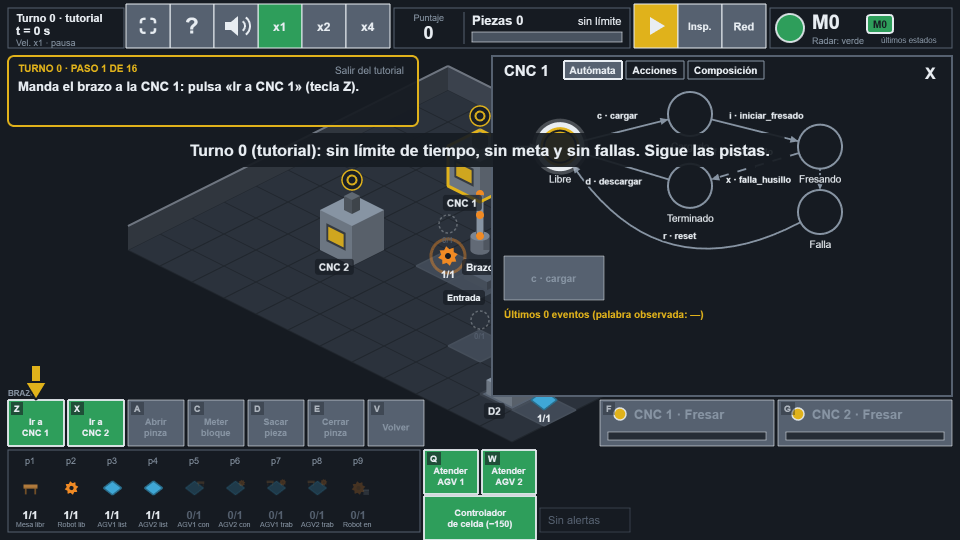 Turno 0 · tutorial
t = 0 s
Vel. x1 · pausa
?
x1
x2
x4
Puntaje
0
Piezas 0
sin límite
Insp.
Red
M0
Radar: verde
M0
últimos estados
TURNO 0 · PASO 1 DE 16
Salir del tutorial
Manda el brazo a la CNC 1: pulsa «Ir a CNC 1» (tecla Z).
CNC 1
Autómata
Acciones
Composición
X
c · cargar
i · iniciar_fresado
Turno 0 (tutorial): sin límite de tiempo, sin meta y sin fallas. Sigue las pistas.
Libre
d · descargar
x · falla_husillo
Fresando
Terminado
r · reset
Falla
c · cargar
Últimos 0 eventos (palabra observada: —)
CNC 1
CNC 2
1/1
Brazo
Entrada
D2
1/1
BRAZ
Z
Ir a
CNC 1
X
Ir a
CNC 2
A
Abrir
pinza
C
Meter
bloque
D
Sacar
pieza
E
Cerrar
pinza
V
Volver
F
CNC 1 · Fresar
G
CNC 2 · Fresar
p1
p2
p3
p4
p5
p6
p7
p8
p9
1/1
1/1
1/1
1/1
0/1
0/1
0/1
0/1
0/1
Mesa libr
Robot lib
AGV1 list
AGV2 list
AGV1 con
AGV2 con
AGV1 trab
AGV2 trab
Robot en
Q
Atender
AGV 1
W
Atender
AGV 2
Controlador
de celda (−150)
Sin alertas